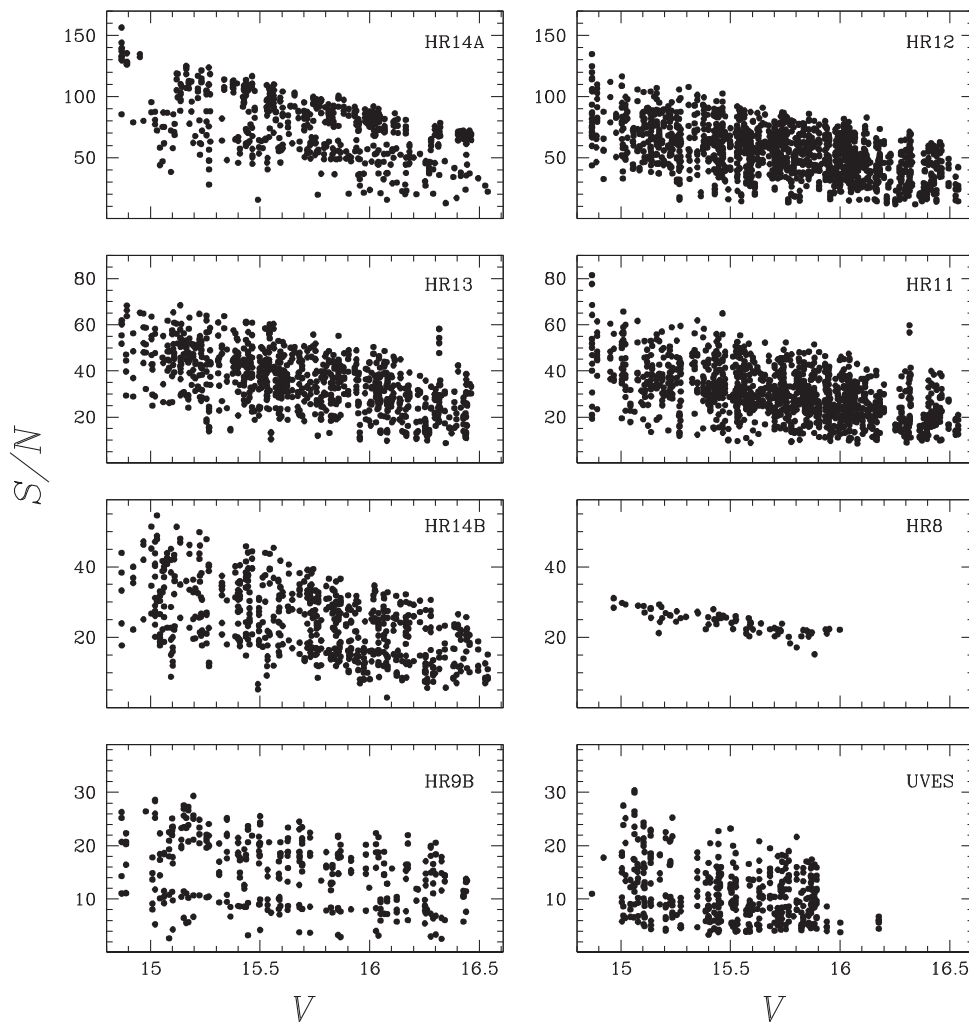 150 HR14A 150 HR12
100 100
50 50
80 HR13 80 HR11
60 60
40 40
20 20
S/N
HR14B HR8
40 40
20 20
HR9B UVES
30 30
20 20
10 10
15 15.5 16 16.5 15 15.5 16 16.5
V V